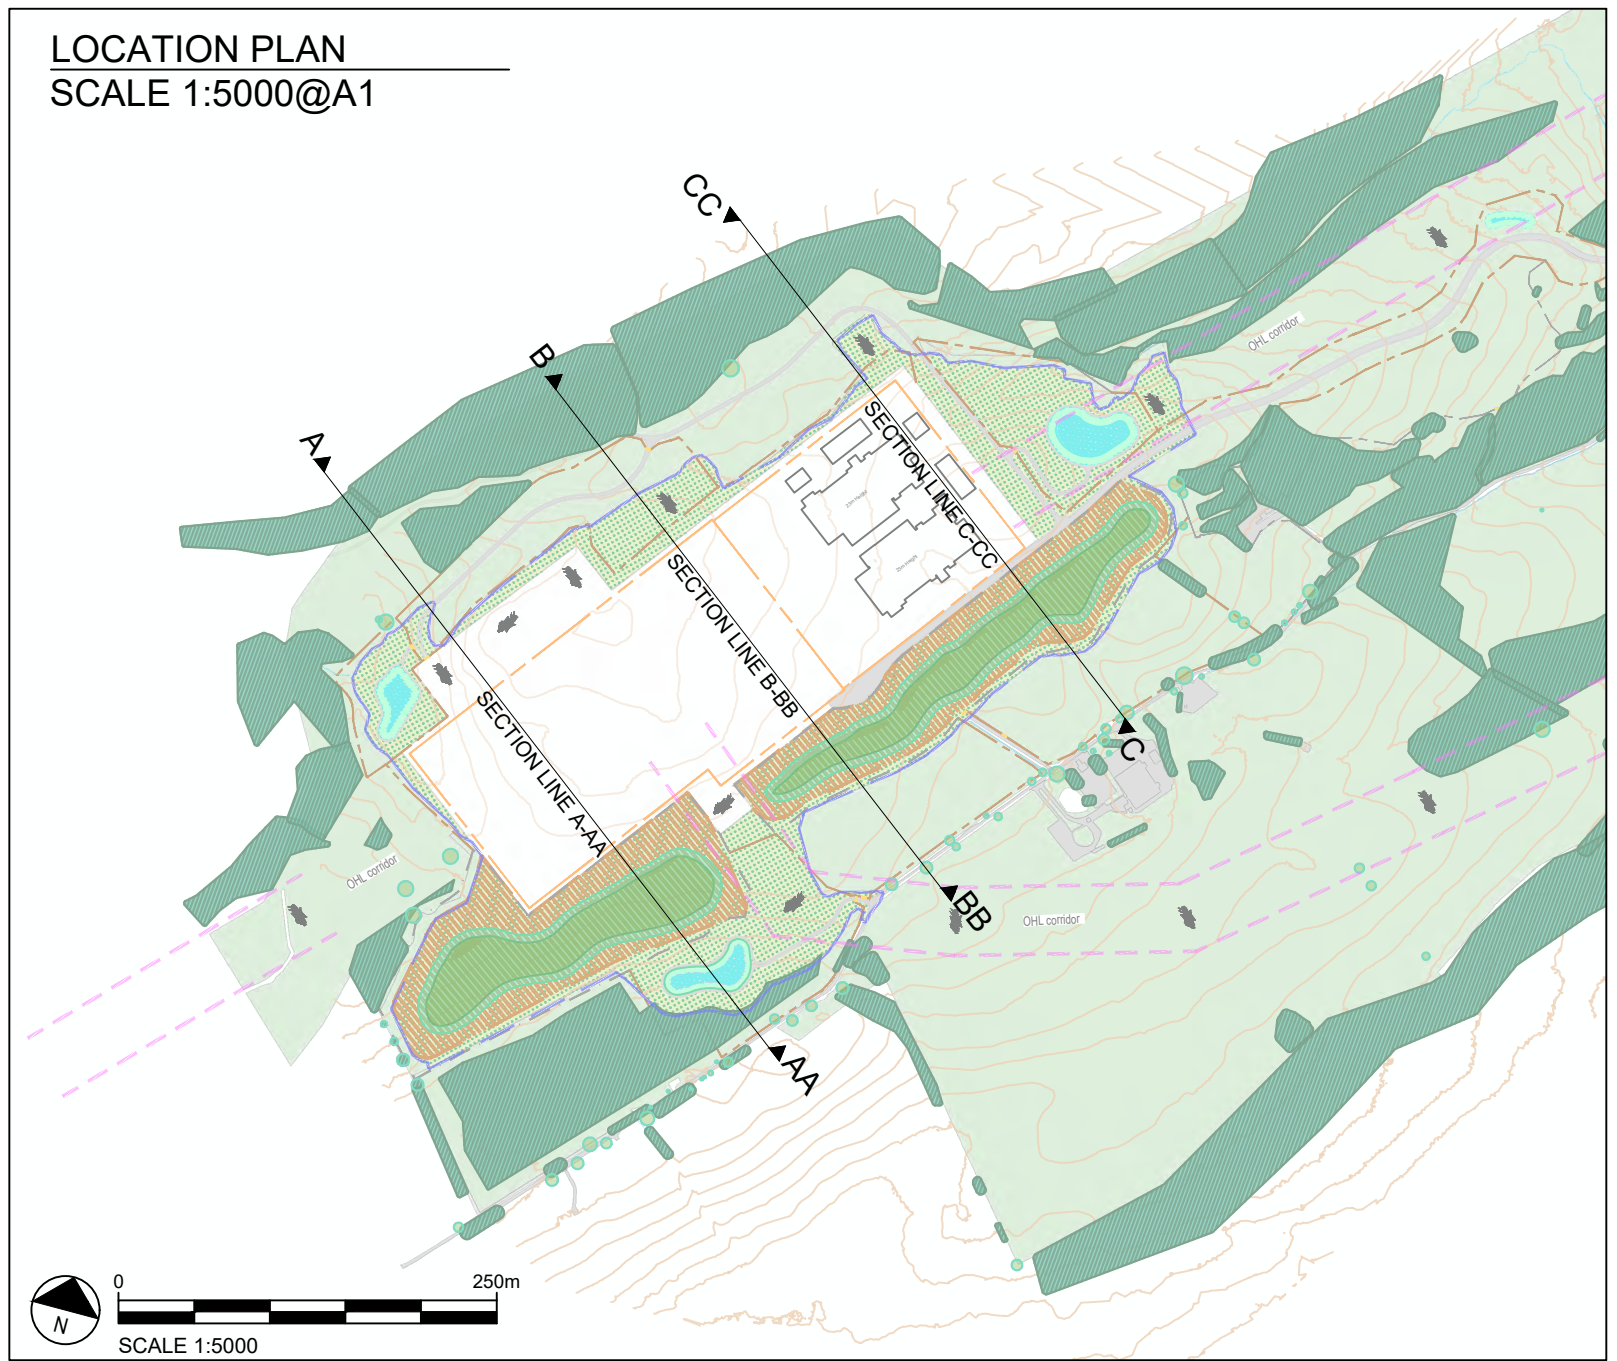 LOCATION PLAN
SCALE 1:5000@A1
CC
B
A
OHL corridor
SECTION LINE C-CC
SECTION LINE B-BB
SECTION LINE A-AA
C
OHL corridor
BB
OHL corridor
AA
0
250m
N
SCALE 1:5000